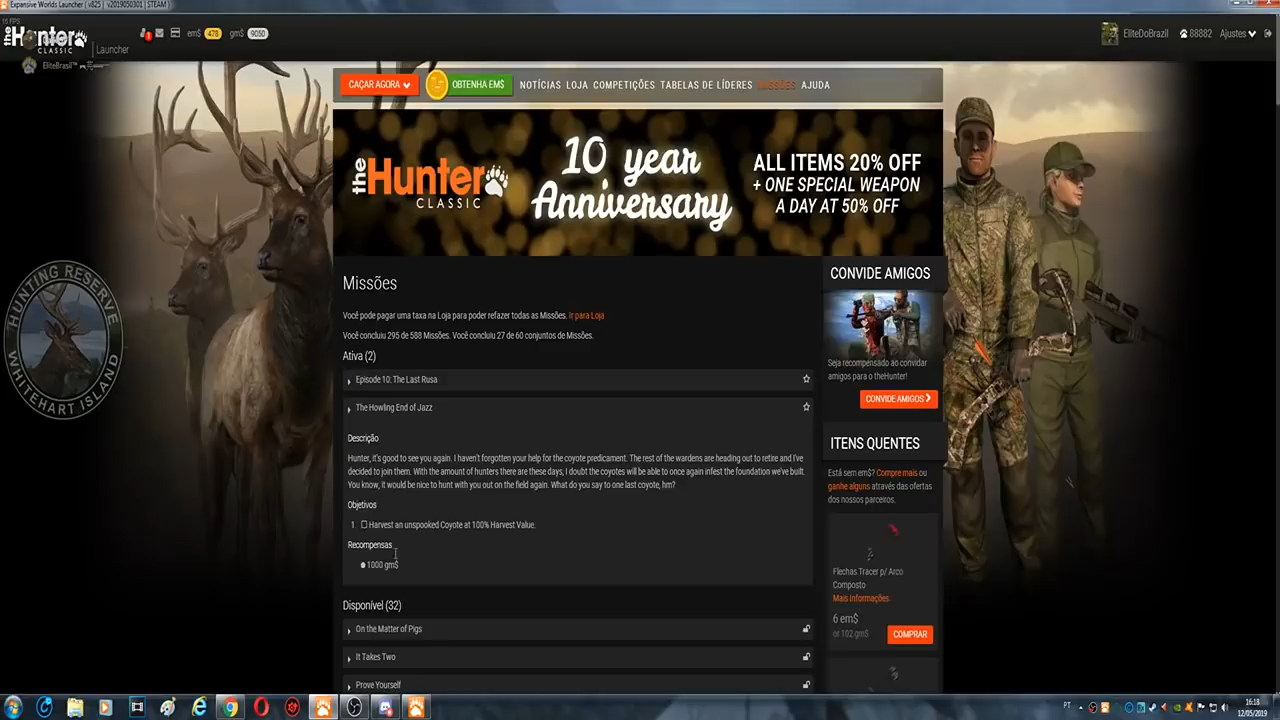 Expansive Worlds Launcher ( v825 | v2019050301 | STEAM )
15 FPS
theHunter CLASSIC
Launcher
1
em$ 478 gm$ 9050
EliteDoBrazil 88882 Ajustes
EliteBrasil™
CAÇAR AGORA OBTENHA EM$ NOTÍCIAS LOJA COMPETIÇÕES TABELAS DE LÍDERES MISSÕES AJUDA
theHunter CLASSIC
10 year
Anniversary
ALL ITEMS 20% OFF
+ ONE SPECIAL WEAPON
A DAY AT 50% OFF
HUNTING RESERVE
WHITEHART ISLAND
Missões
Você pode pagar uma taxa na Loja para poder refazer todas as Missões. Ir para Loja
Você concluiu 295 de 588 Missões. Você concluiu 27 de 60 conjuntos de Missões.
Ativa (2)
Episode 10: The Last Rusa
The Howling End of Jazz
Descrição
Hunter, it's good to see you again. I haven't forgotten your help for the coyote predicament. The rest of the wardens are heading out to retire and I've
decided to join them. With the amount of hunters there are these days, I doubt the coyotes will be able to once again infest the foundation we've built.
You know, it would be nice to hunt with you out on the field again. What do you say to one last coyote, hm?
Objetivos
1 Harvest an unspooked Coyote at 100% Harvest Value.
Recompensas
1000 gm$
Disponível (32)
On the Matter of Pigs
It Takes Two
Prove Yourself
CONVIDE AMIGOS
Seja recompensado ao convidar
amigos para o theHunter!
CONVIDE AMIGOS
ITENS QUENTES
Está sem em$? Compre mais ou
ganhe alguns através das ofertas
dos nossos parceiros.
Flechas Tracer p/ Arco
Composto
Mais Informações.
6 em$
or 102 gm$
COMPRAR
PT
16:18
12/05/2019